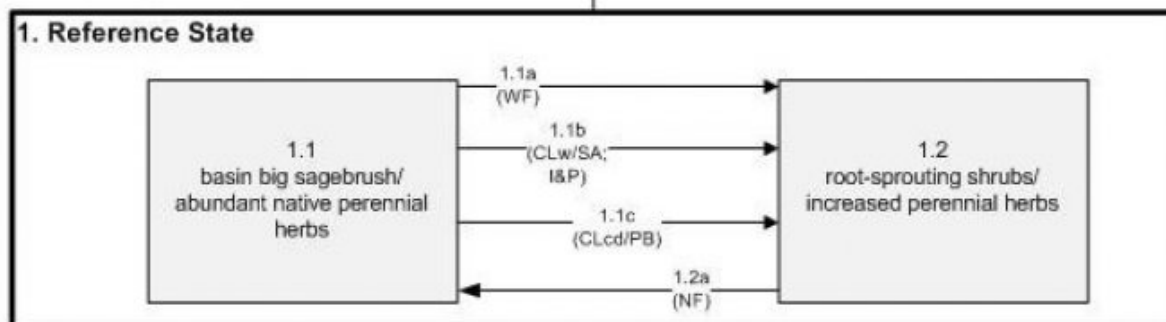 1. Reference State
1.1a
(WF)
1.1
basin big sagebrush/
abundant native perennial
herbs
1.1b
(CLw/SA;
I&P)
1.2
root-sprouting shrubs/
increased perennial herbs
1.1c
(CLcd/PB)
1.2a
(NF)